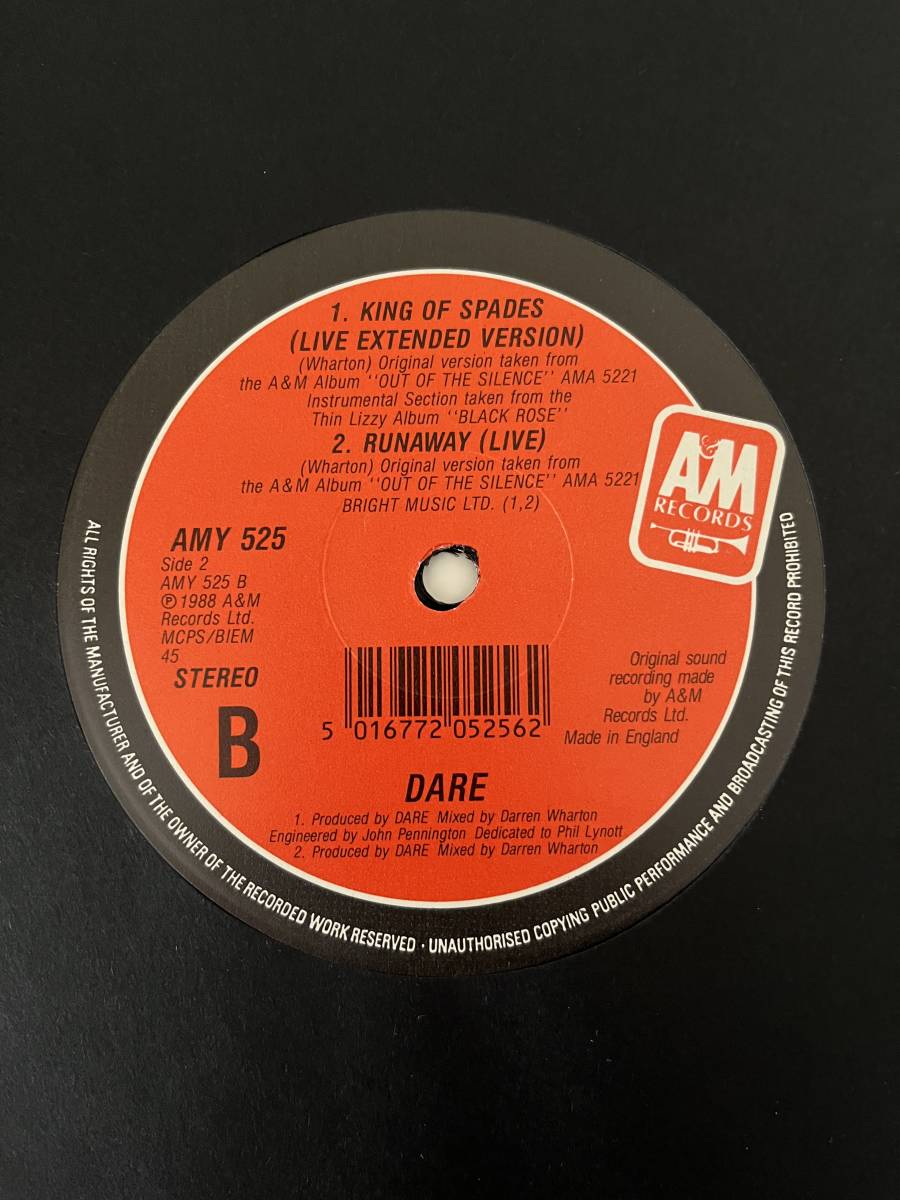 1. KING OF SPADES
(LIVE EXTENDED VERSION)
(Wharton) Original version taken from
the A&M Album "OUT OF THE SILENCE" AMA 5221
Instrumental Section taken from the
Thin Lizzy Album "BLACK ROSE"
2. RUNAWAY (LIVE)
(Wharton) Original version taken from
the A&M Album "OUT OF THE SILENCE" AMA 5221
BRIGHT MUSIC LTD. (1,2)
A&M
RECORDS
AMY 525
Side 2
AMY 525 B
Ⓟ1988 A&M
Records Ltd.
MCPS/BIEM
45
STEREO
B
Original sound
recording made
by A&M
Records Ltd.
Made in England
5 016772 052562
DARE
1. Produced by DARE Mixed by Darren Wharton
Engineered by John Pennington Dedicated to Phil Lynott
2. Produced by DARE Mixed by Darren Wharton
ALL RIGHTS OF THE MANUFACTURER AND OF THE OWNER OF THE RECORDED WORK RESERVED · UNAUTHORISED COPYING PUBLIC PERFORMANCE AND BROADCASTING OF THIS RECORD PROHIBITED